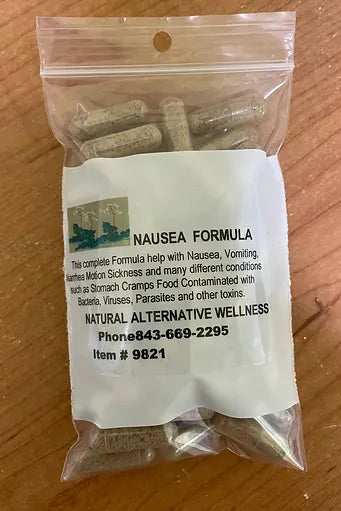 NAUSEA FORMULA
This complete Formula help with Nausea, Vomiting,
iarrhea Motion Sickness and many different conditions
such as Stomach Cramps Food Contaminated with
Bacteria, Viruses, Parasites and other toxins.
NATURAL ALTERNATIVE WELLNESS
Phone843-669-2295
Item # 9821